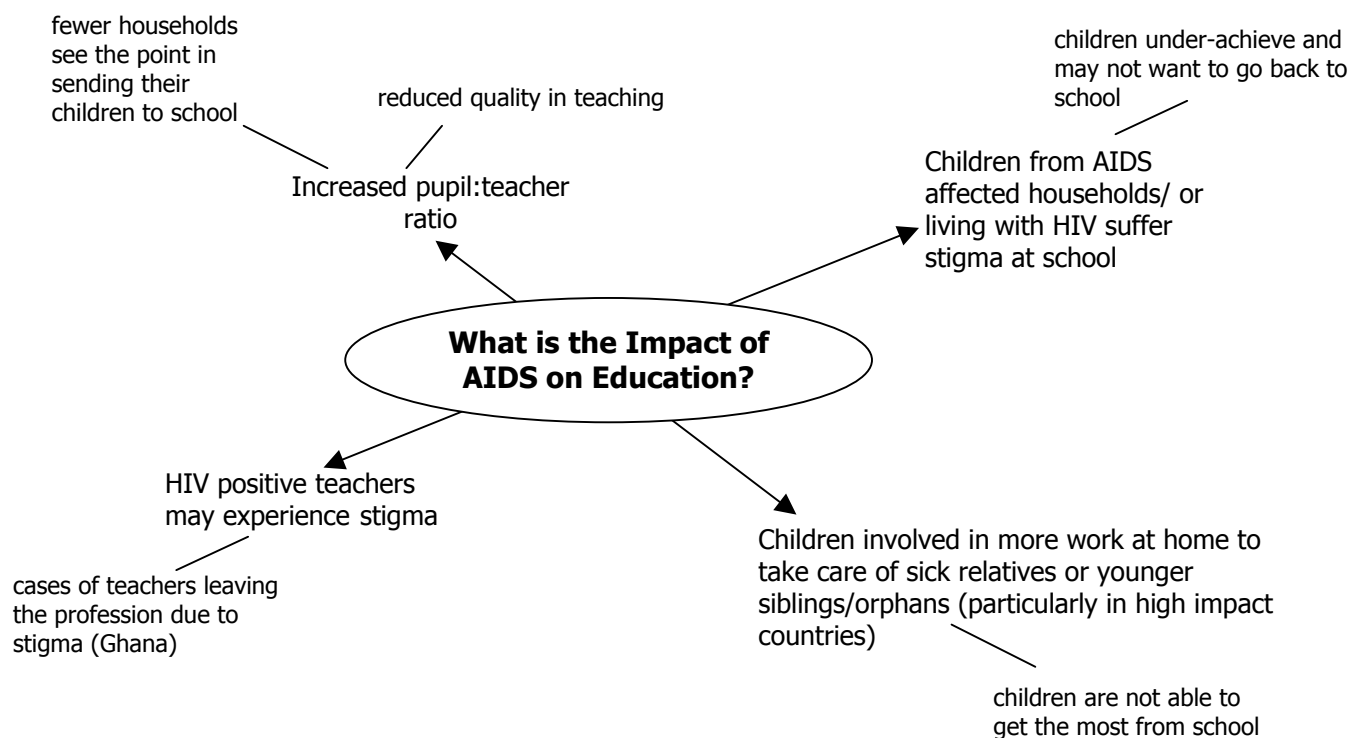 fewer households
see the point in
sending their
children to school
reduced quality in teaching
Increased pupil:teacher
ratio
children under-achieve and
may not want to go back to
school
Children from AIDS
affected households/ or
living with HIV suffer
stigma at school
What is the Impact of
AIDS on Education?
HIV positive teachers
may experience stigma
cases of teachers leaving
the profession due to
stigma (Ghana)
Children involved in more work at home to
take care of sick relatives or younger
siblings/orphans (particularly in high impact
countries)
children are not able to
get the most from school